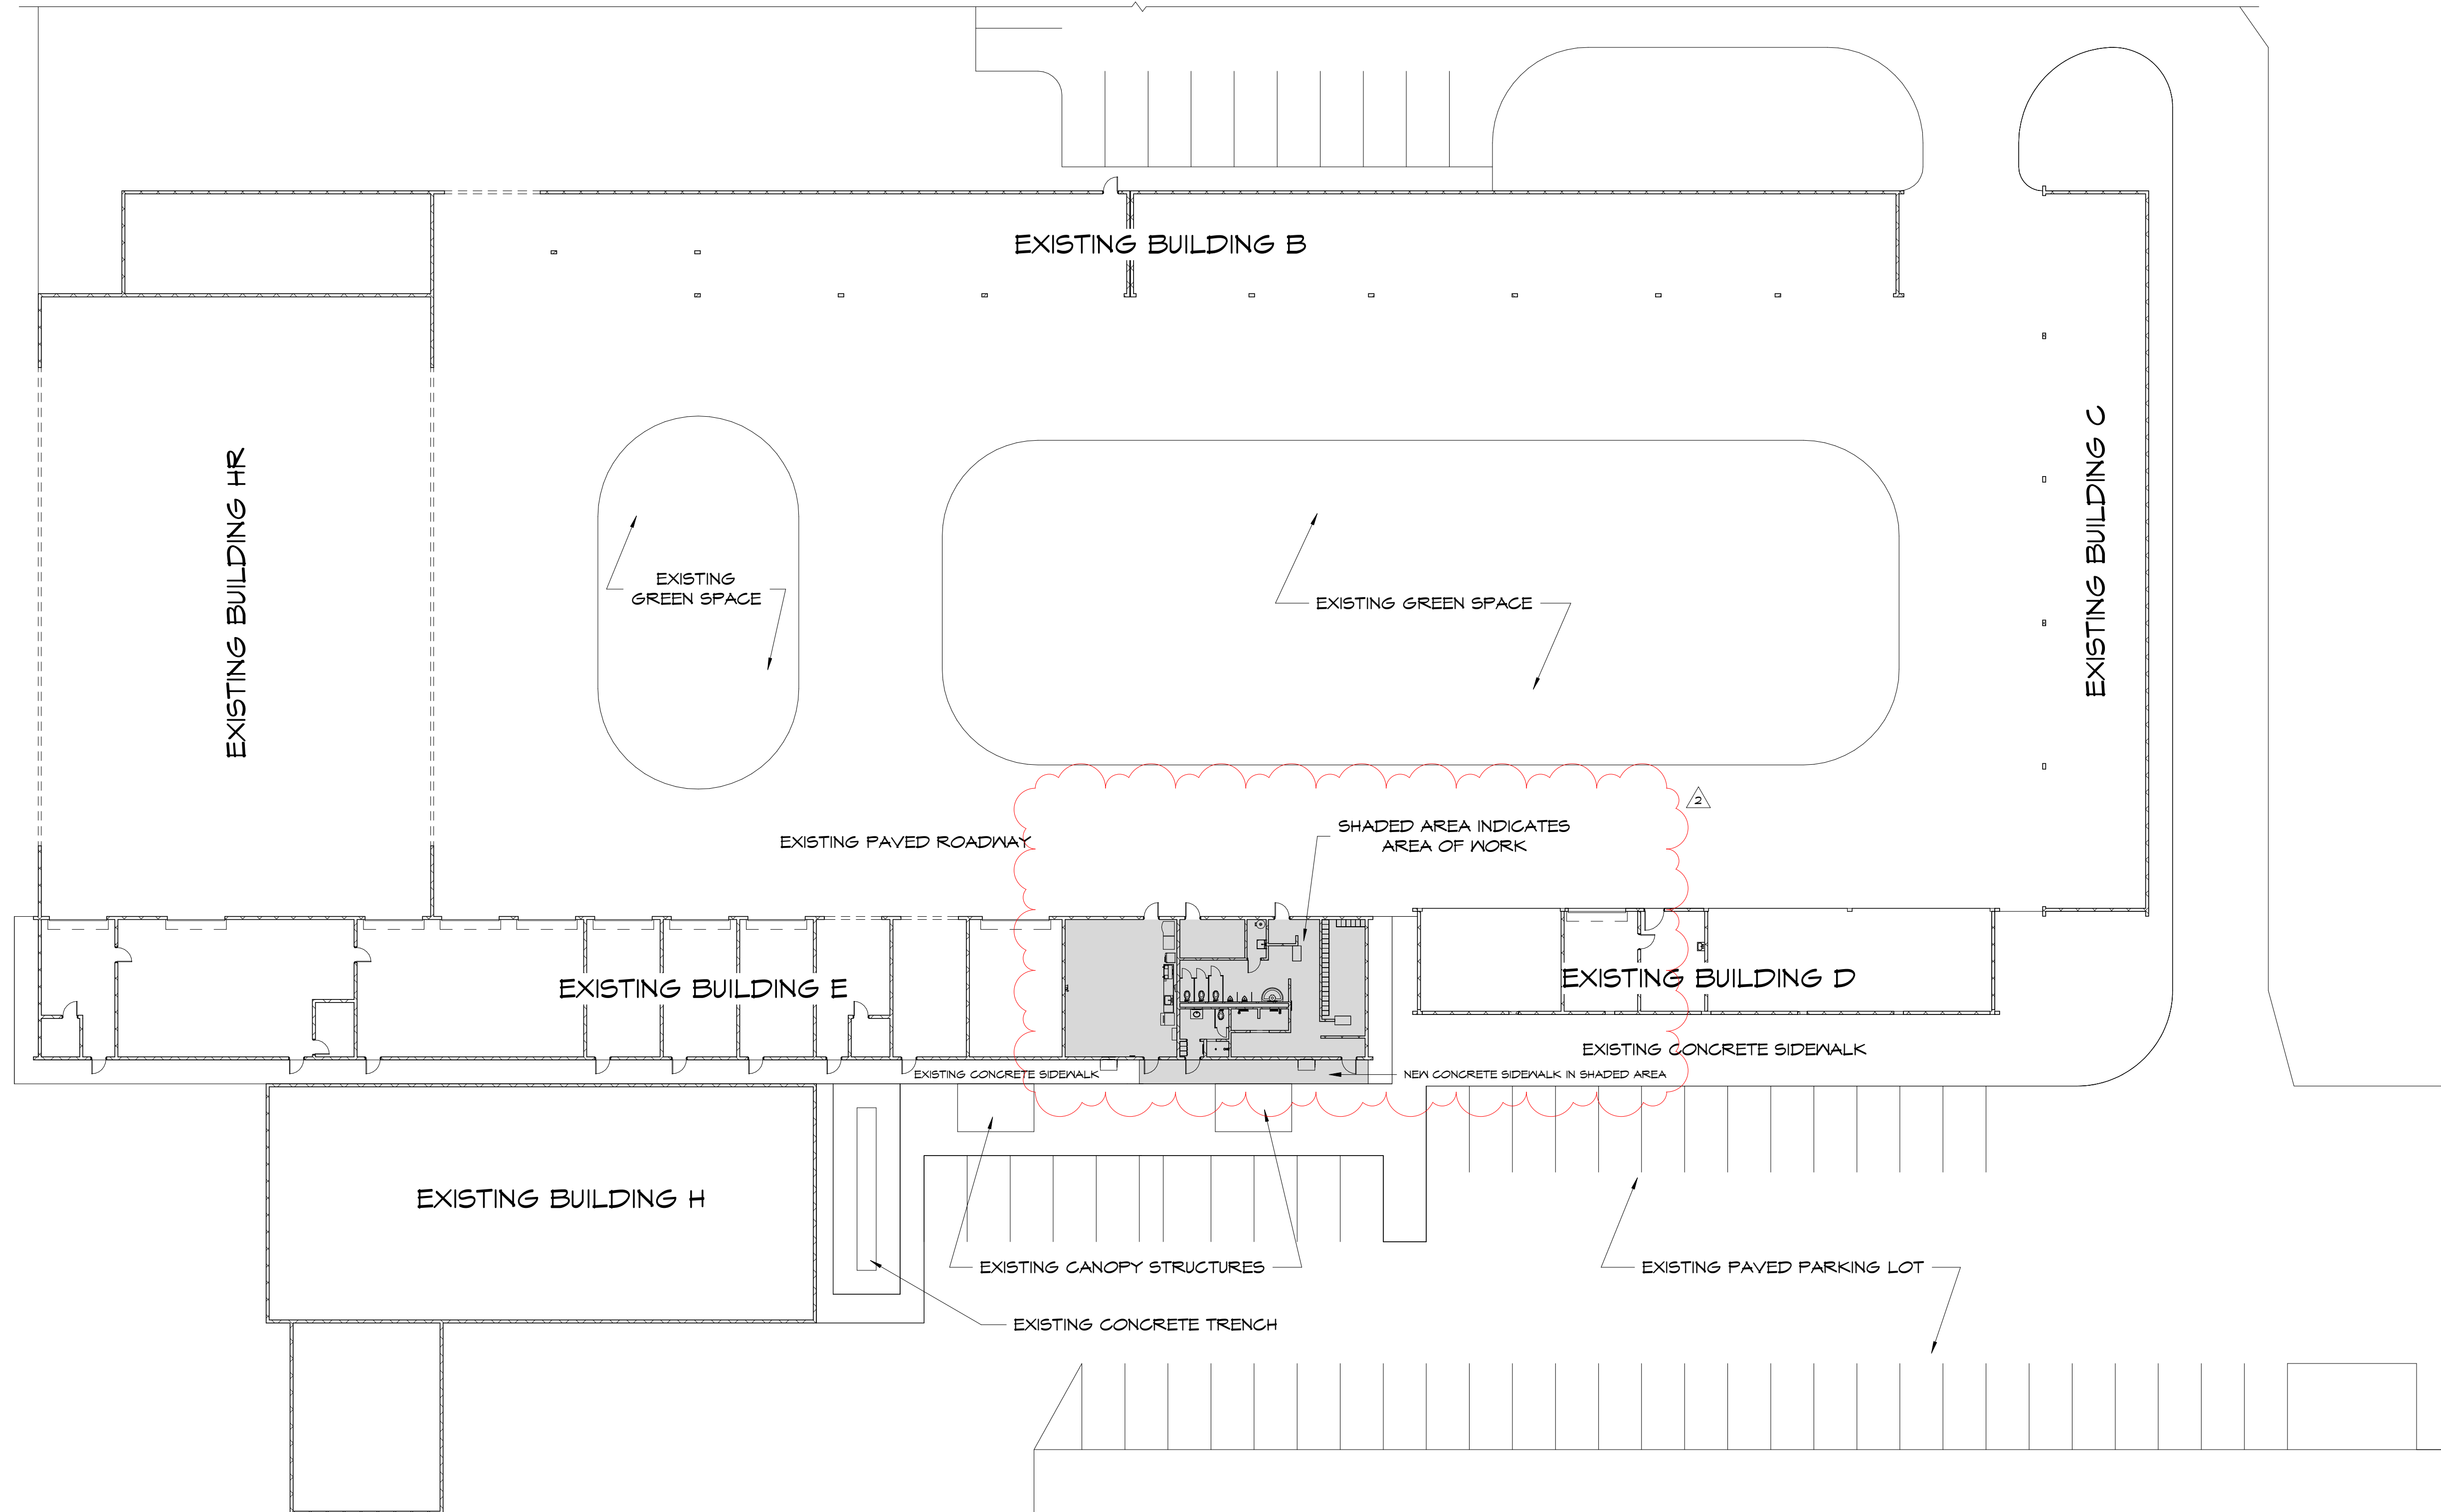 EXISTING BUILDING B
EXISTING BUILDING HR
EXISTING BUILDING C
EXISTING
GREEN SPACE
EXISTING GREEN SPACE
2
SHADED AREA INDICATES
AREA OF WORK
EXISTING PAVED ROADWAY
EXISTING BUILDING E
EXISTING BUILDING D
EXISTING CONCRETE SIDEWALK
EXISTING CONCRETE SIDEWALK
NEW CONCRETE SIDEWALK IN SHADED AREA
EXISTING BUILDING H
EXISTING CANOPY STRUCTURES
EXISTING PAVED PARKING LOT
EXISTING CONCRETE TRENCH